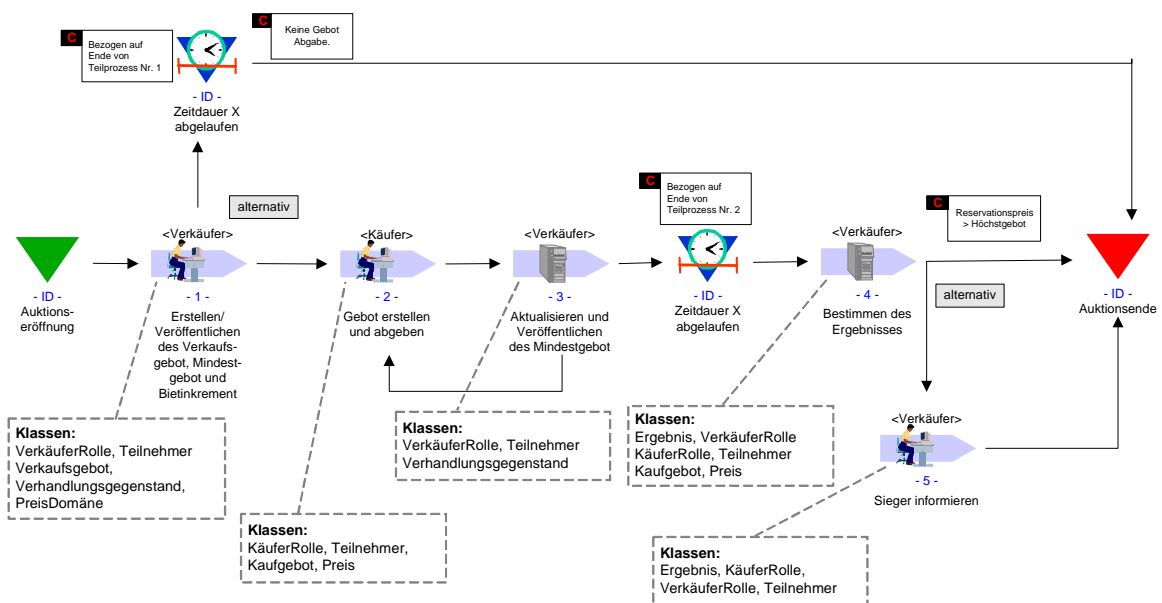 C
Bezogen auf
Ende von
Teilprozess Nr. 1
C
Keine Gebot
Abgabe.
- ID -
Zeitdauer X
abgelaufen
alternativ
<Verkäufer>
<Käufer>
<Verkäufer>
C
Bezogen auf
Ende von
Teilprozess Nr. 2
<Verkäufer>
C
Reservationspreis
> Höchstgebot
- ID -
Auktions-
eröffnung
- 1 -
Erstellen/
Veröffentlichen
des Verkaufs-
gebot, Mindest-
gebot und
Bietinkrement
- 2 -
Gebot erstellen
und abgeben
- 3 -
Aktualisieren und
Veröffentlichen
des Mindestgebot
- ID -
Zeitdauer X
abgelaufen
- 4 -
Bestimmen des
Ergebnisses
alternativ
- ID -
Auktionsende
Klassen:
VerkäuferRolle, Teilnehmer
Verkaufsgebot,
Verhandlungsgegenstand,
PreisDomäne
Klassen:
KäuferRolle, Teilnehmer,
Kaufgebot, Preis
Klassen:
VerkäuferRolle, Teilnehmer
Verhandlungsgegenstand
Klassen:
Ergebnis, VerkäuferRolle
KäuferRolle, Teilnehmer
Kaufgebot, Preis
<Verkäufer>
- 5 -
Sieger informieren
Klassen:
Ergebnis, KäuferRolle,
VerkäuferRolle, Teilnehmer